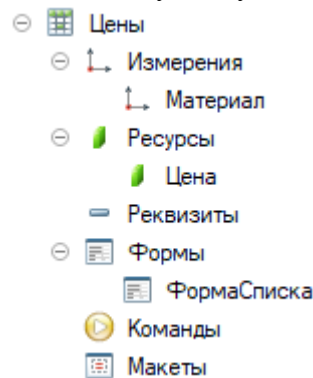 Цены
Измерения
Материал
Ресурсы
Цена
Реквизиты
Формы
ФормаСписка
Команды
Макеты